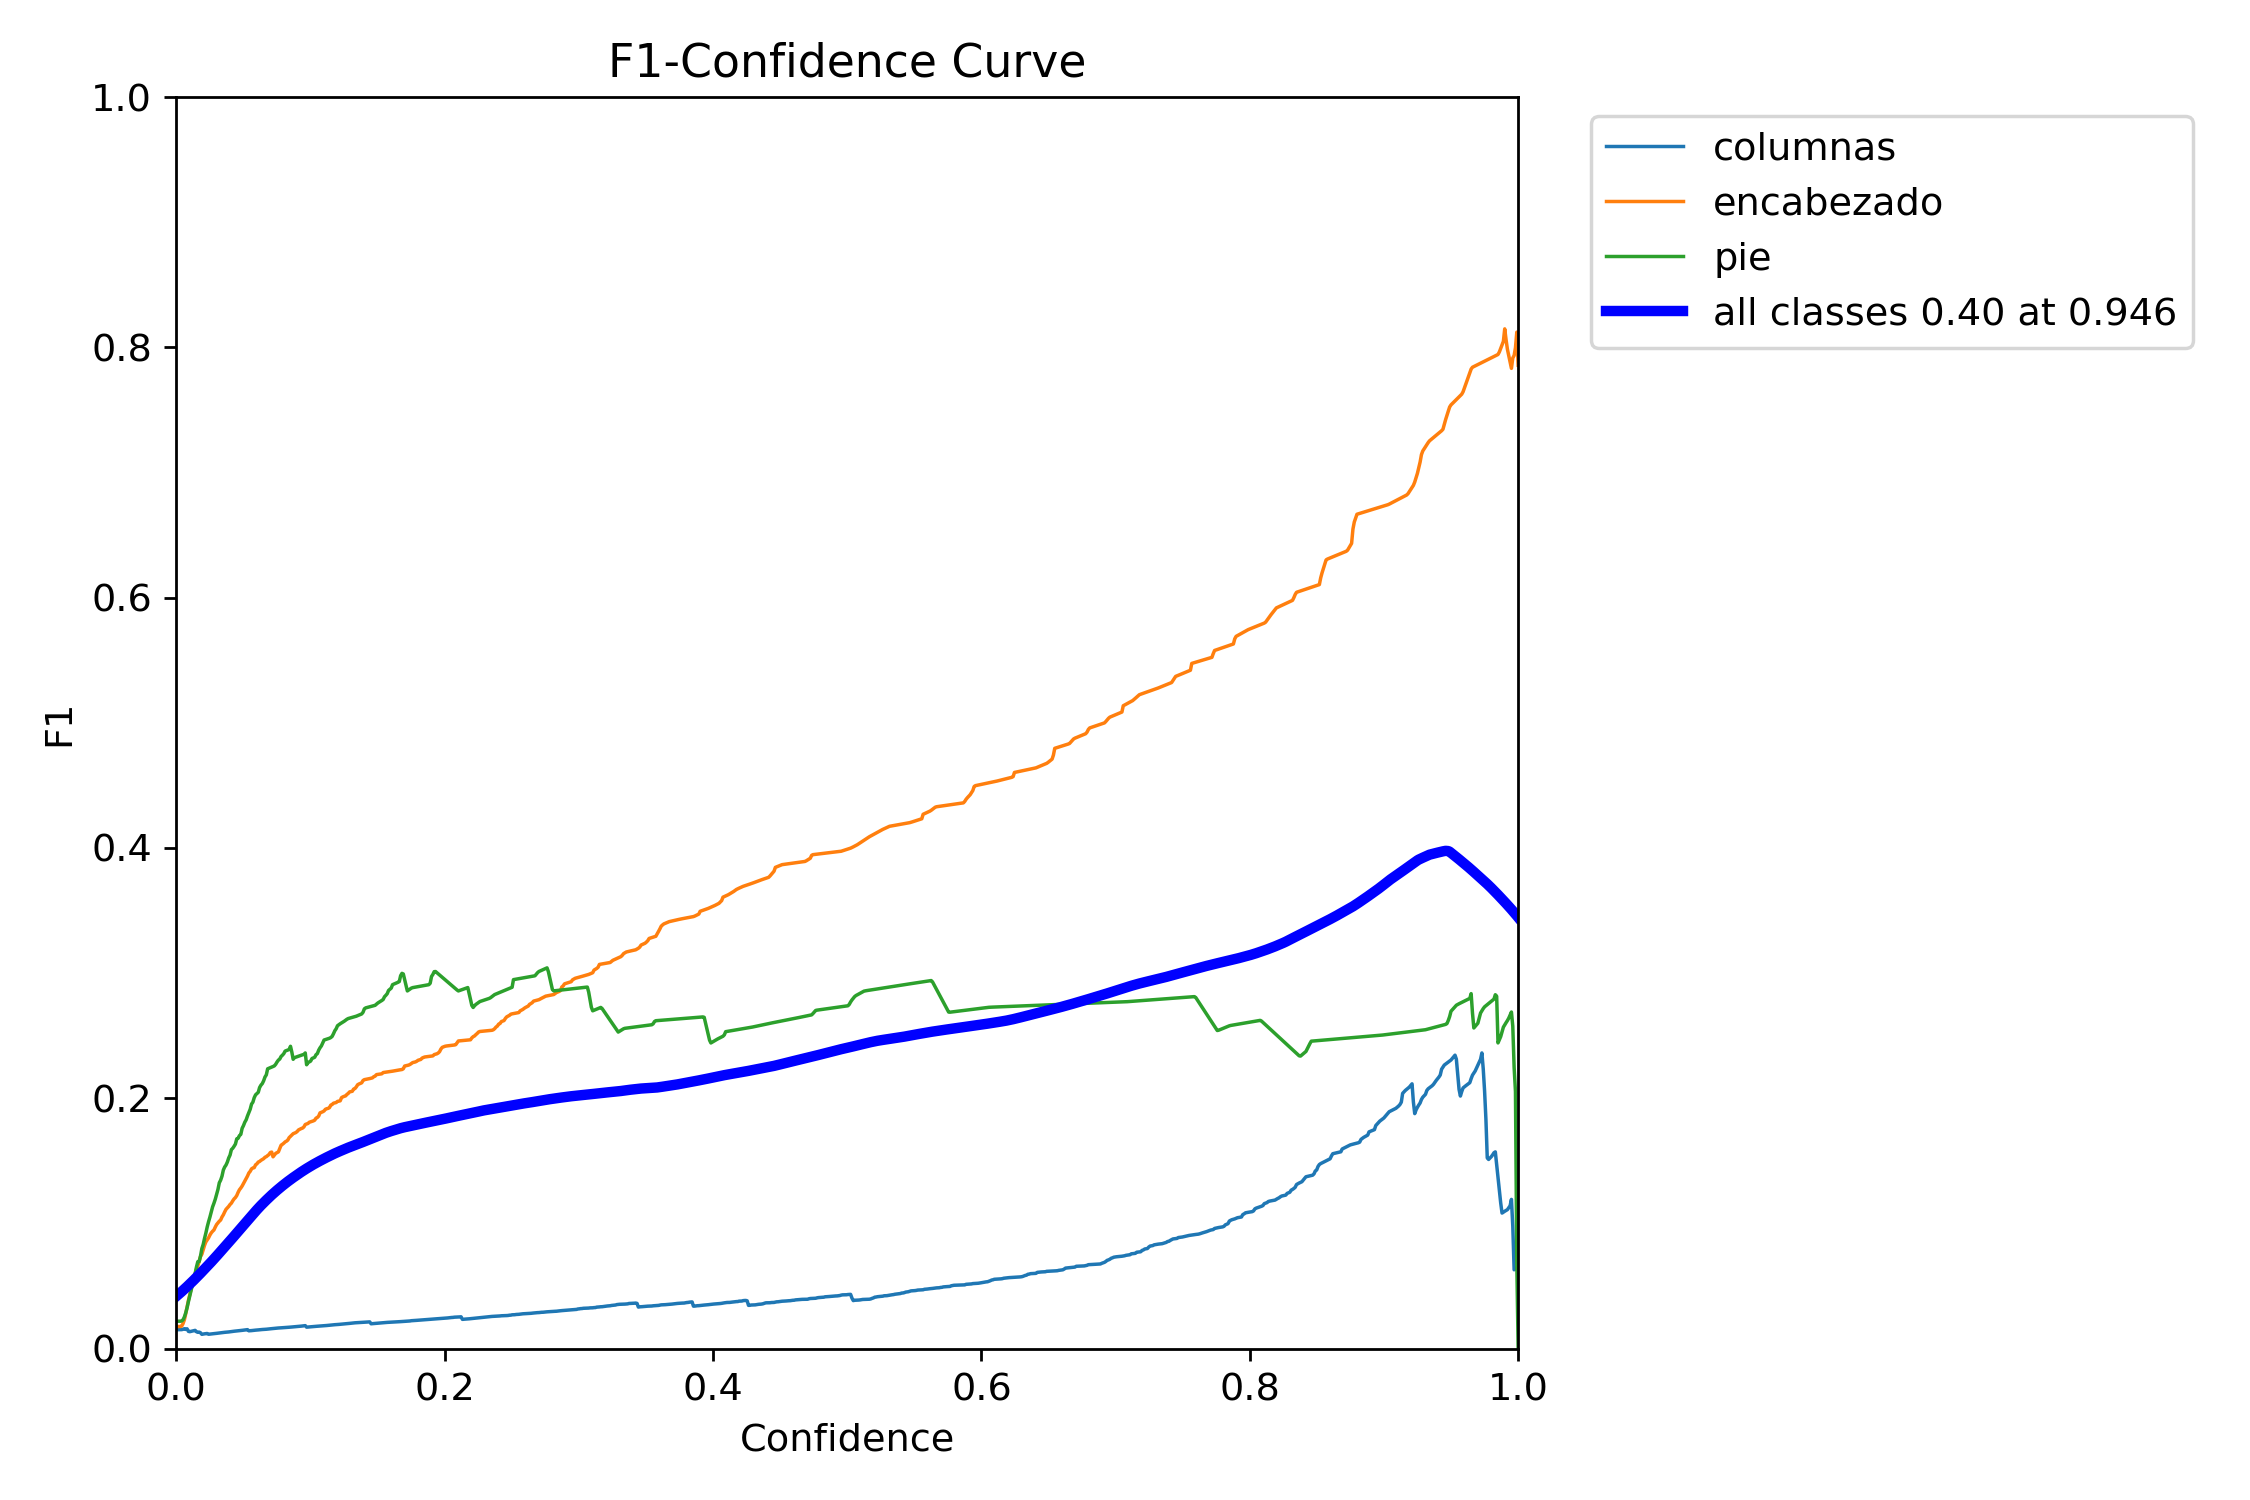 F1-Confidence Curve
1.0
0.8
0.6
0.4
0.2
0.0
F1
0.0 0.2 0.4 0.6 0.8 1.0
Confidence
columnas
encabezado
pie
all classes 0.40 at 0.946